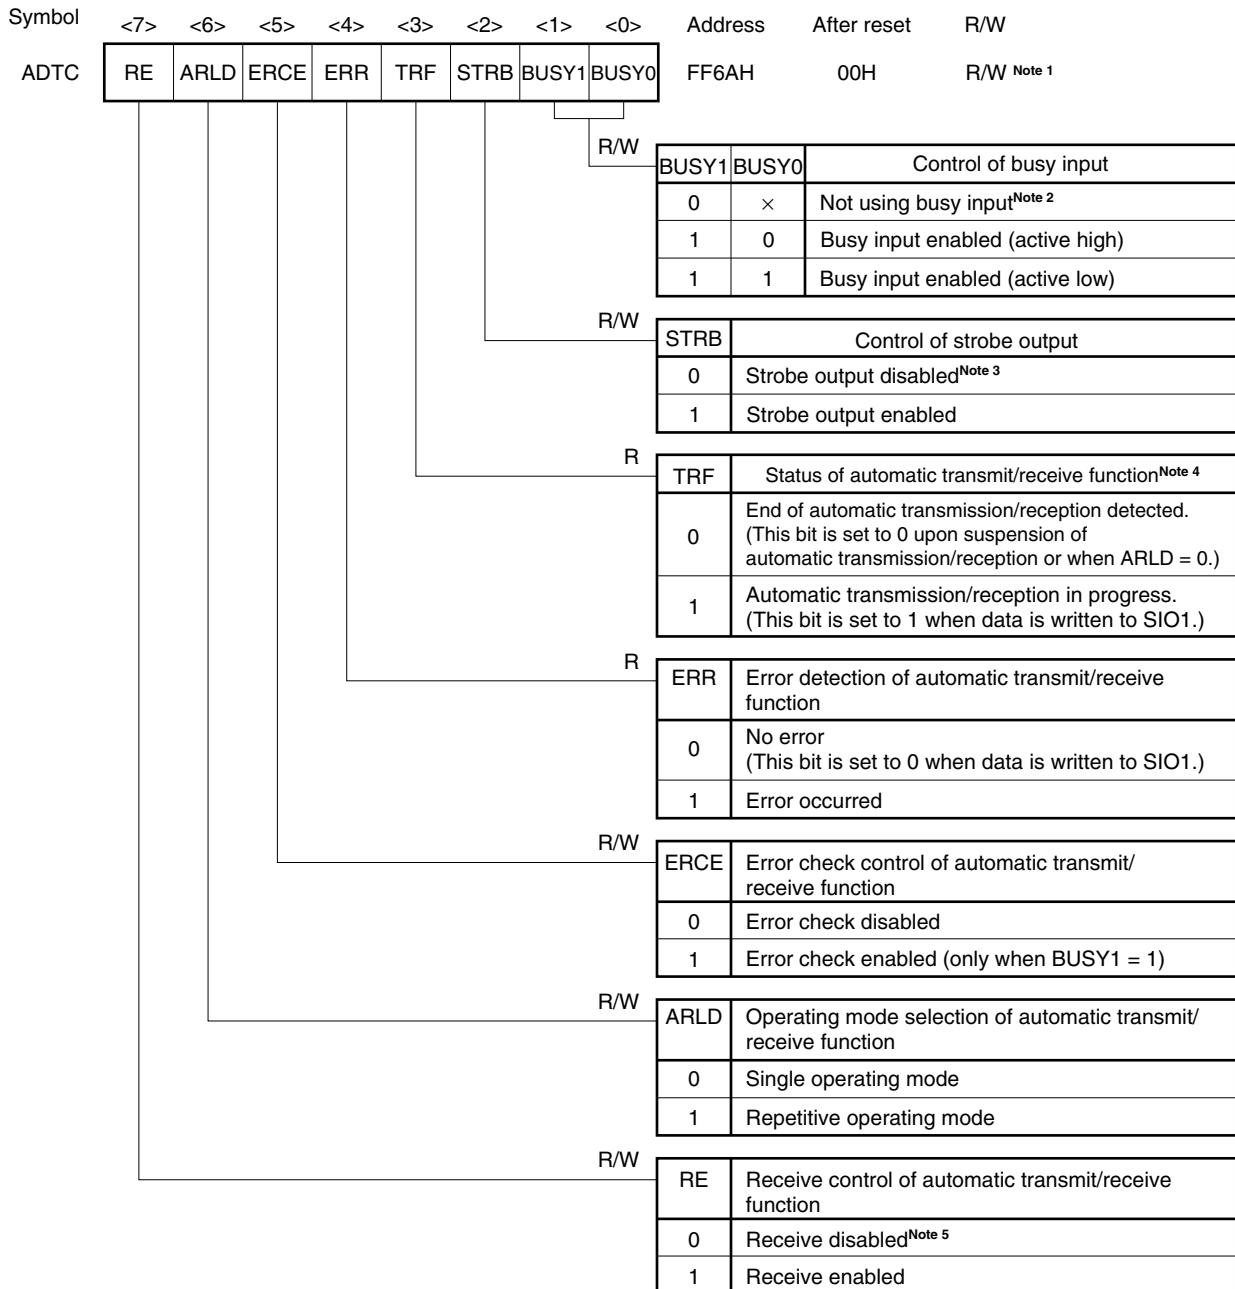 Symbol <7> <6> <5> <4> <3> <2> <1> <0> Address After reset R/W
ADTC RE ARLD ERCE ERR TRF STRB BUSY1 BUSY0 FF6AH 00H R/W Note 1
R/W
BUSY1 BUSY0 Control of busy input
0 × Not using busy input Note 2
1 0 Busy input enabled (active high)
1 1 Busy input enabled (active low)
R/W
STRB Control of strobe output
0 Strobe output disabled Note 3
1 Strobe output enabled
R
TRF Status of automatic transmit/receive function Note 4
0 End of automatic transmission/reception detected.
(This bit is set to 0 upon suspension of
automatic transmission/reception or when ARLD = 0.)
1 Automatic transmission/reception in progress.
(This bit is set to 1 when data is written to SIO1.)
R
ERR Error detection of automatic transmit/receive
function
0 No error
(This bit is set to 0 when data is written to SIO1.)
1 Error occurred
R/W
ERCE Error check control of automatic transmit/
receive function
0 Error check disabled
1 Error check enabled (only when BUSY1 = 1)
R/W
ARLD Operating mode selection of automatic transmit/
receive function
0 Single operating mode
1 Repetitive operating mode
R/W
RE Receive control of automatic transmit/receive
function
0 Receive disabled Note 5
1 Receive enabled